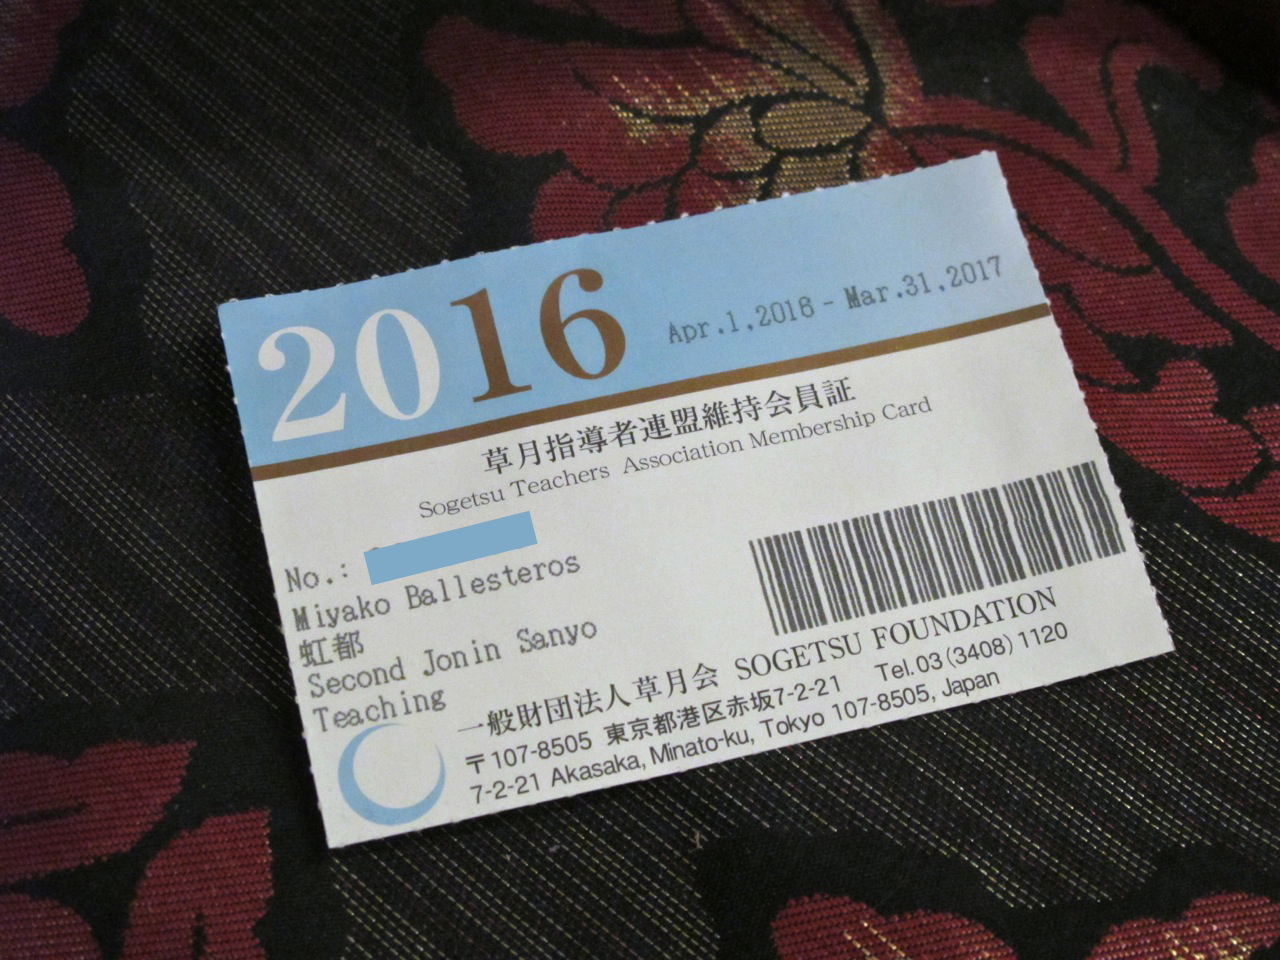 2016
Apr.1,2016 - Mar.31,2017
草月指導者連盟維持会員証
Sogetsu Teachers Association Membership Card
No.:
Miyako Ballesteros
虹都
Second Jonin Sanyo
Teaching
一般財団法人草月会 SOGETSU FOUNDATION
〒107-8505 東京都港区赤坂7-2-21 Tel.03(3408)1120
7-2-21 Akasaka, Minato-ku, Tokyo 107-8505, Japan